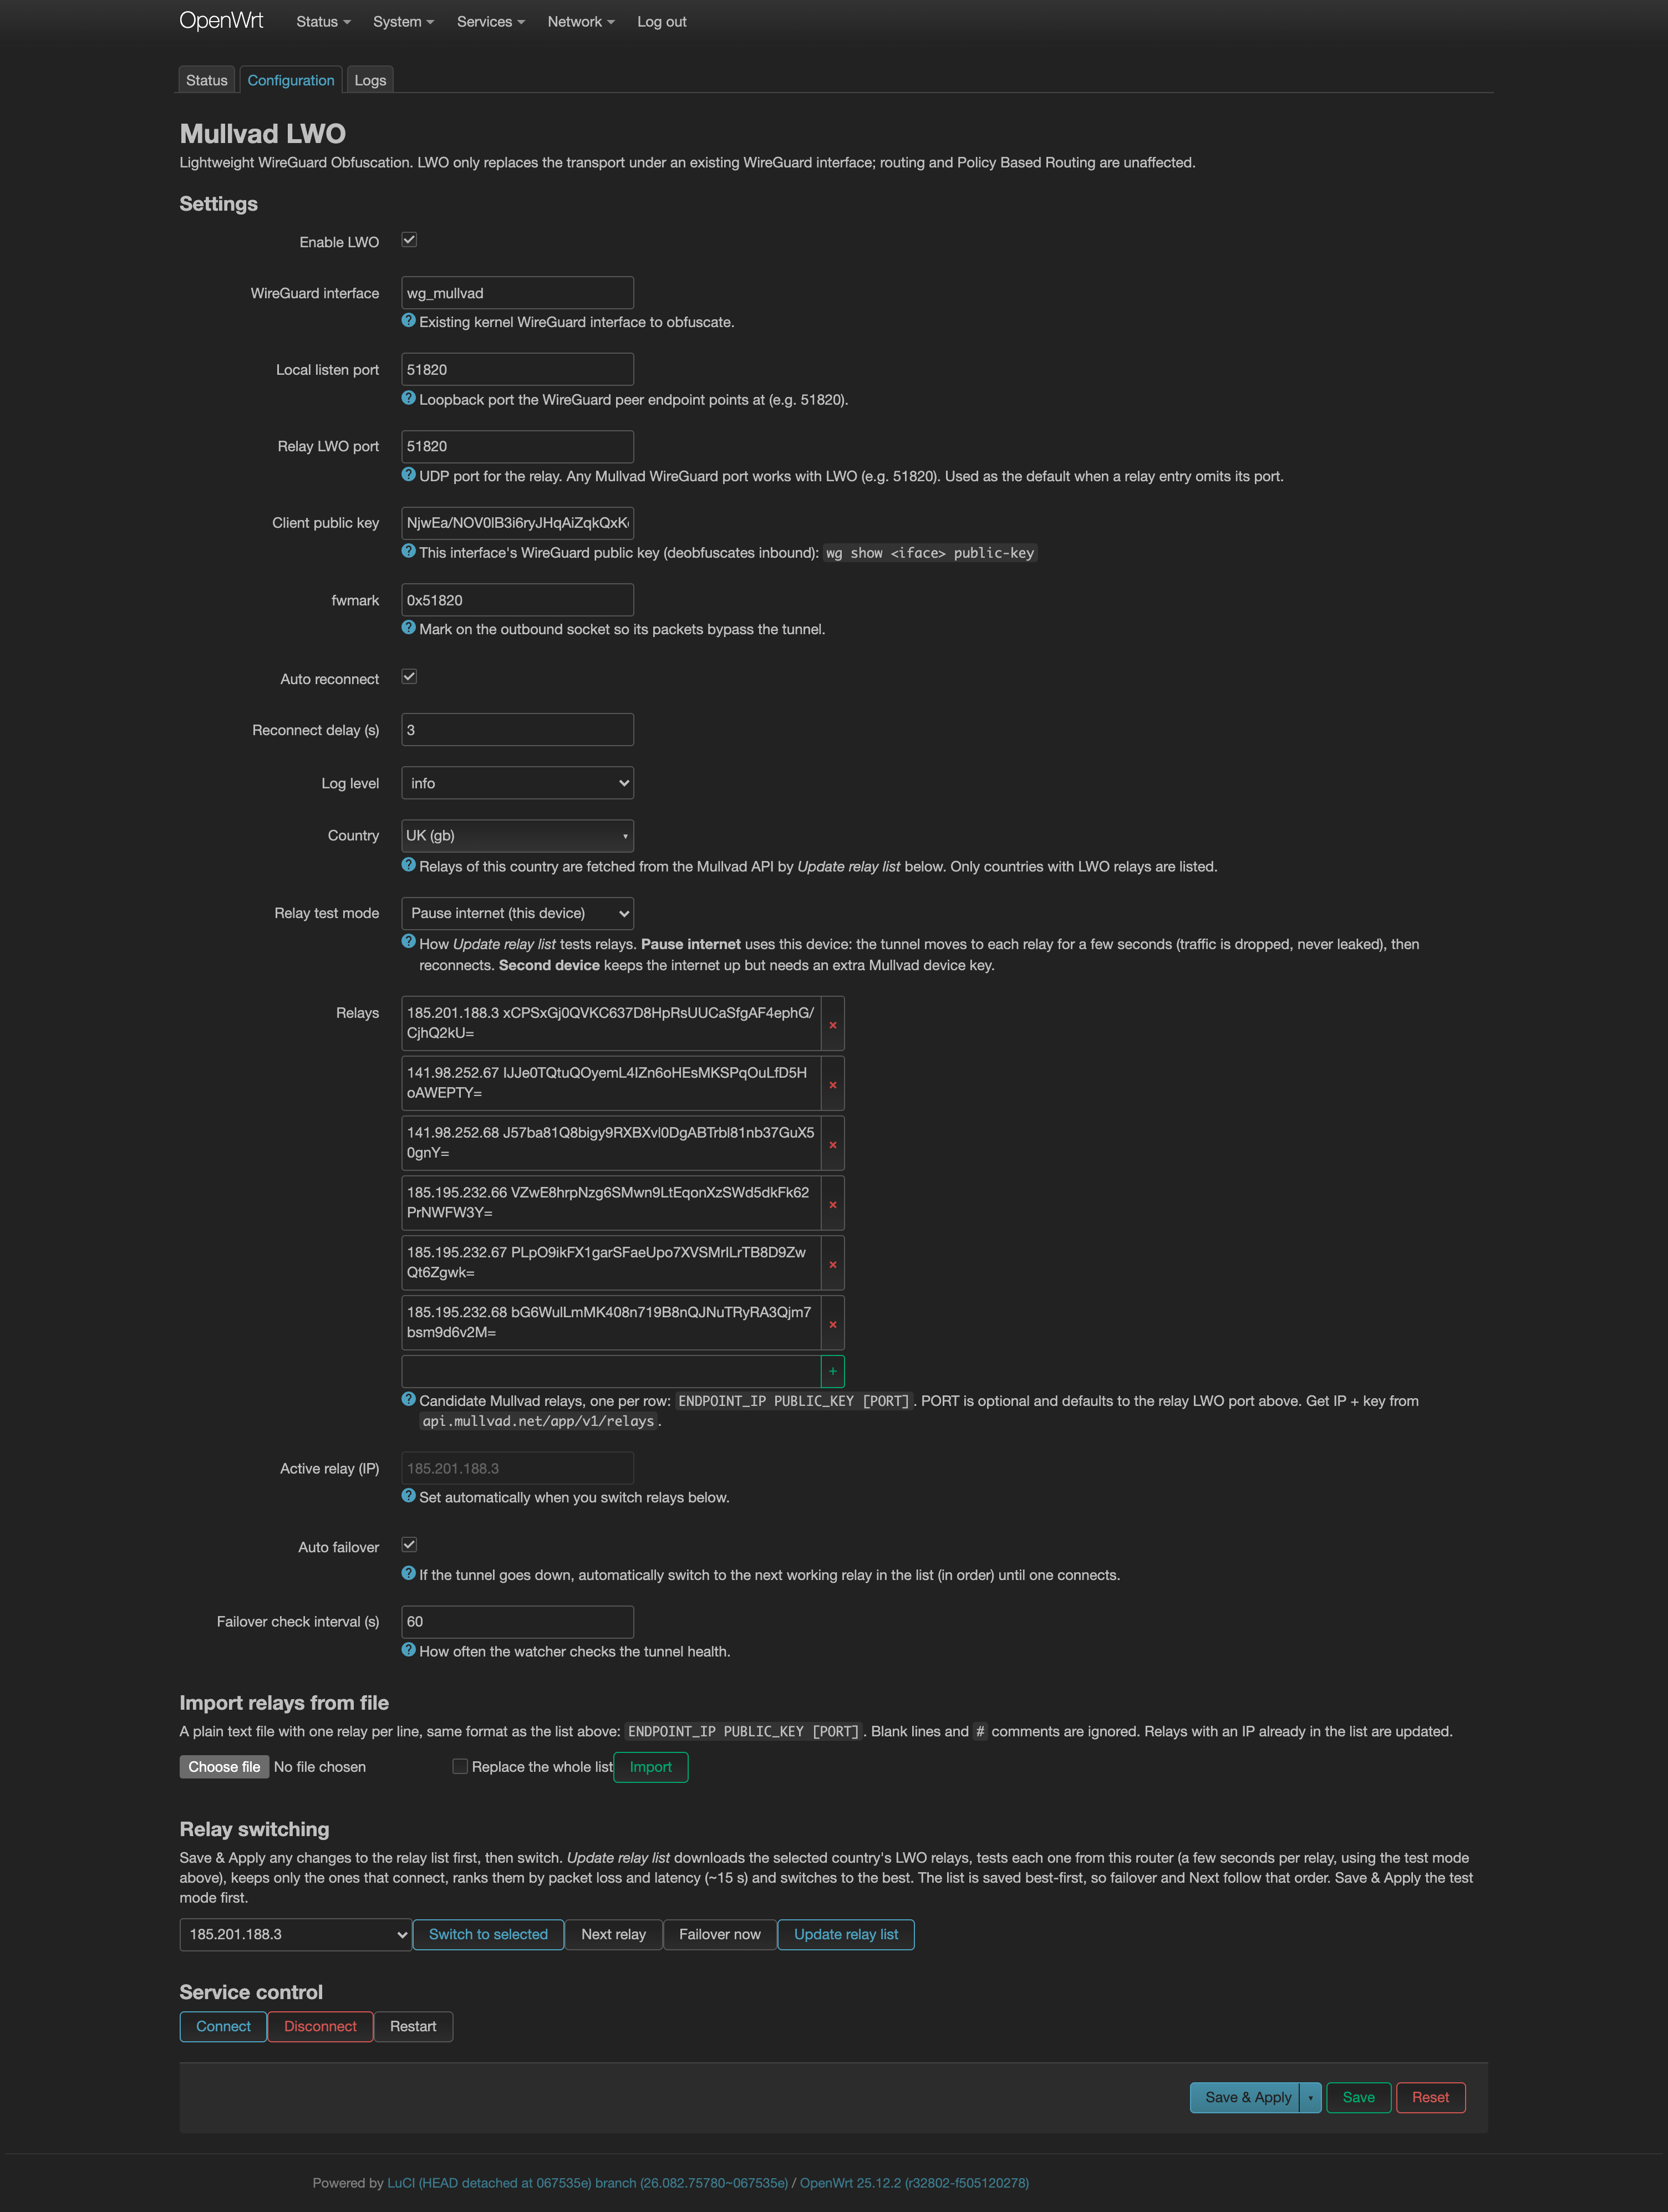 OpenWrt Status System Services Network Log out
Status Configuration Logs
Mullvad LWO
Lightweight WireGuard Obfuscation. LWO only replaces the transport under an existing WireGuard interface; routing and Policy Based Routing are unaffected.
Settings
Enable LWO
WireGuard interface wg_mullvad
Existing kernel WireGuard interface to obfuscate.
Local listen port 51820
Loopback port the WireGuard peer endpoint points at (e.g. 51820).
Relay LWO port 51820
UDP port for the relay. Any Mullvad WireGuard port works with LWO (e.g. 51820). Used as the default when a relay entry omits its port.
Client public key
This interface's WireGuard public key (deobfuscates inbound): wg show <iface> public-key
fwmark 0x51820
Mark on the outbound socket so its packets bypass the tunnel.
Auto reconnect
Reconnect delay (s) 3
Log level info
Country UK (gb)
Relays of this country are fetched from the Mullvad API by Update relay list below. Only countries with LWO relays are listed.
Relay test mode Pause internet (this device)
How Update relay list tests relays. Pause internet uses this device: the tunnel moves to each relay for a few seconds (traffic is dropped, never leaked), then
reconnects. Second device keeps the internet up but needs an extra Mullvad device key.
Relays 185.201.188.3 xCPSxGj0QVKC637D8HpRsUUCaSfgAF4ephG/
CjhQ2kU=
141.98.252.67
oAWEPTY=
141.98.252.68
0gnY=
185.195.232.66 VZwE8hrpNzg6SMwn9LtEqonXzSWd5dkFk62
PrNWFW3Y=
185.195.232.67
Qt6Zgwk=
185.195.232.68
bsm9d6v2M=
+
Candidate Mullvad relays, one per row: ENDPOINT_IP PUBLIC_KEY [PORT]. PORT is optional and defaults to the relay LWO port above. Get IP + key from
api.mullvad.net/app/v1/relays.
Active relay (IP) 185.201.188.3
Set automatically when you switch relays below.
Auto failover
If the tunnel goes down, automatically switch to the next working relay in the list (in order) until one connects.
Failover check interval (s) 60
How often the watcher checks the tunnel health.
Import relays from file
A plain text file with one relay per line, same format as the list above: ENDPOINT_IP PUBLIC_KEY [PORT]. Blank lines and # comments are ignored. Relays with an IP already in the list are updated.
Choose file No file chosen Replace the whole list Import
Relay switching
Save & Apply any changes to the relay list first, then switch. Update relay list downloads the selected country's LWO relays, tests each one from this router (a few seconds per relay, using the test mode
above), keeps only the ones that connect, ranks them by packet loss and latency (~15 s) and switches to the best. The list is saved best-first, so failover and Next follow that order. Save & Apply the test
mode first.
185.201.188.3 Switch to selected Next relay Failover now Update relay list
Service control
Connect Disconnect Restart
Save & Apply Save Reset
Powered by LuCI (HEAD detached at 067535e) branch (26.082.75780~067535e) / OpenWrt 25.12.2 (r32802-f505120278)